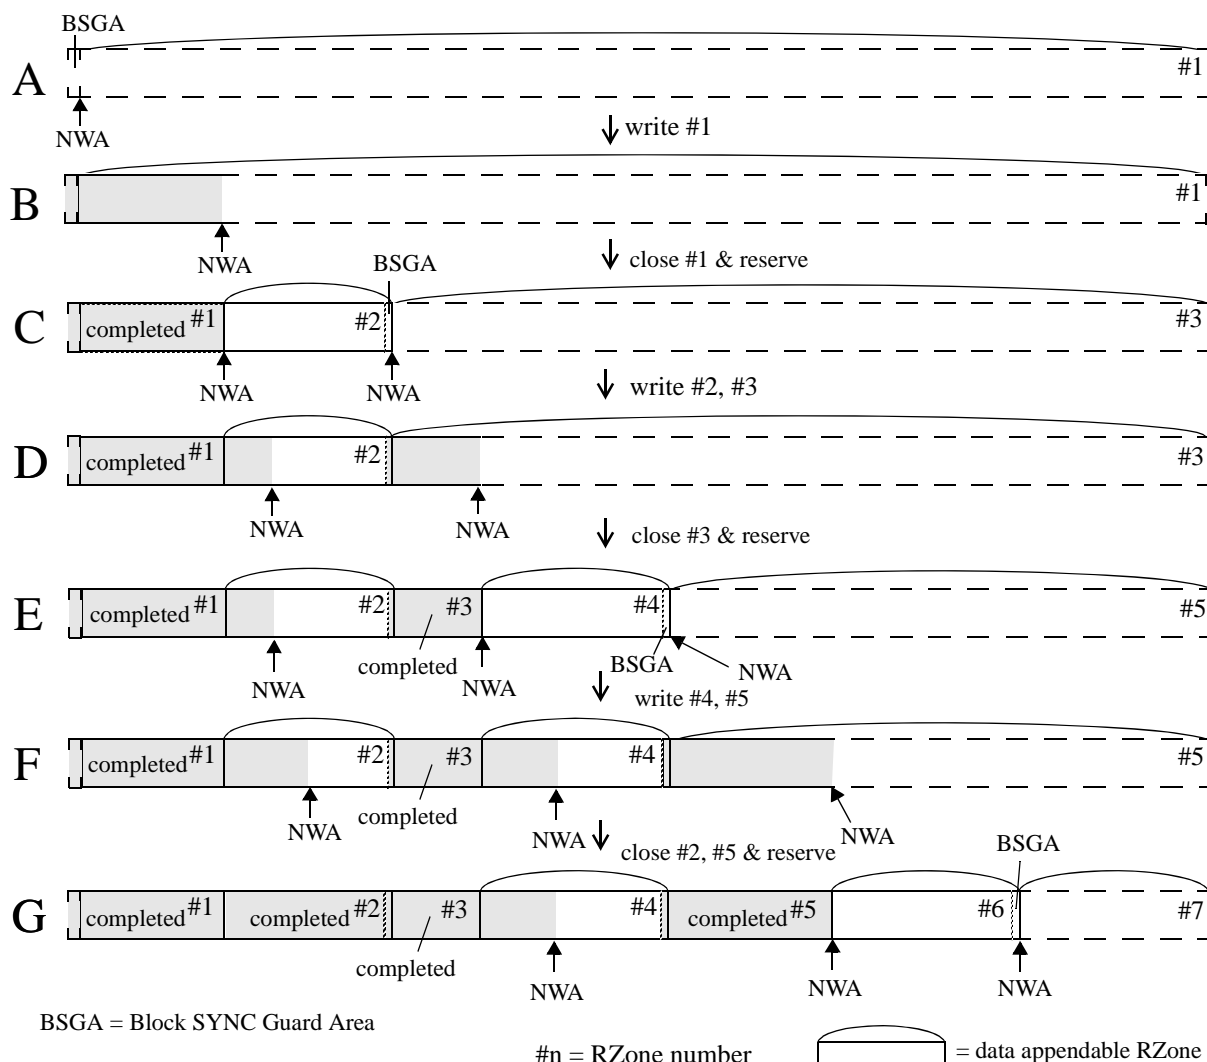 BSGA
A
#1
NWA
write #1
B
#1
NWA
close #1 & reserve
BSGA
C
completed #1
#2
#3
NWA
NWA
write #2, #3
D
completed #1
#2
#3
NWA
NWA
close #3 & reserve
E
completed #1
#2
#3
#4
#5
completed
BSGA
NWA
NWA
NWA
write #4, #5
F
completed #1
#2
#3
#4
#5
completed
NWA
NWA
NWA
close #2, #5 & reserve
BSGA
G
completed #1
completed #2
#3
#4
completed #5
#6
#7
completed
NWA
NWA
NWA
BSGA = Block SYNC Guard Area
#n = RZone number
= data appendable RZone